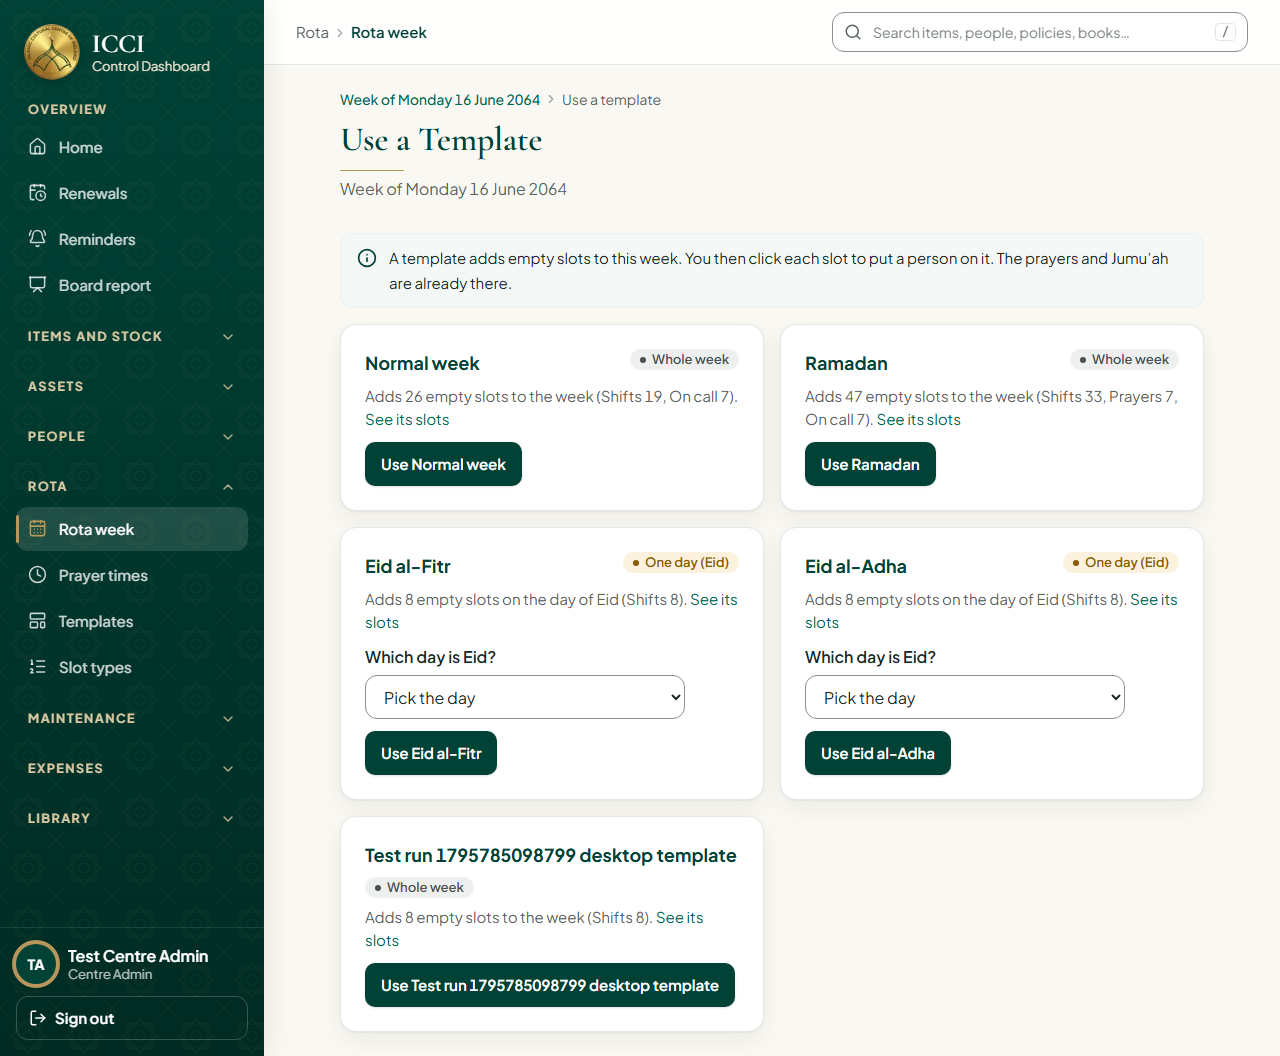 ICCI
Control Dashboard
OVERVIEW
Home
Renewals
Reminders
Board report
ITEMS AND STOCK
ASSETS
PEOPLE
ROTA
Rota week
Prayer times
Templates
Slot types
MAINTENANCE
EXPENSES
LIBRARY
TA
Test Centre Admin
Centre Admin
Sign out
Rota > Rota week
Search items, people, policies, books… /
Week of Monday 16 June 2064 > Use a template
Use a Template
Week of Monday 16 June 2064
A template adds empty slots to this week. You then click each slot to put a person on it. The prayers and Jumu'ah
are already there.
Normal week
Whole week
Adds 26 empty slots to the week (Shifts 19, On call 7).
See its slots
Use Normal week
Ramadan
Whole week
Adds 47 empty slots to the week (Shifts 33, Prayers 7,
On call 7). See its slots
Use Ramadan
Eid al-Fitr
One day (Eid)
Adds 8 empty slots on the day of Eid (Shifts 8). See its
slots
Which day is Eid?
Pick the day
Use Eid al-Fitr
Eid al-Adha
One day (Eid)
Adds 8 empty slots on the day of Eid (Shifts 8). See its
slots
Which day is Eid?
Pick the day
Use Eid al-Adha
Test run 1795785098799 desktop template
Whole week
Adds 8 empty slots to the week (Shifts 8). See its
slots
Use Test run 1795785098799 desktop template